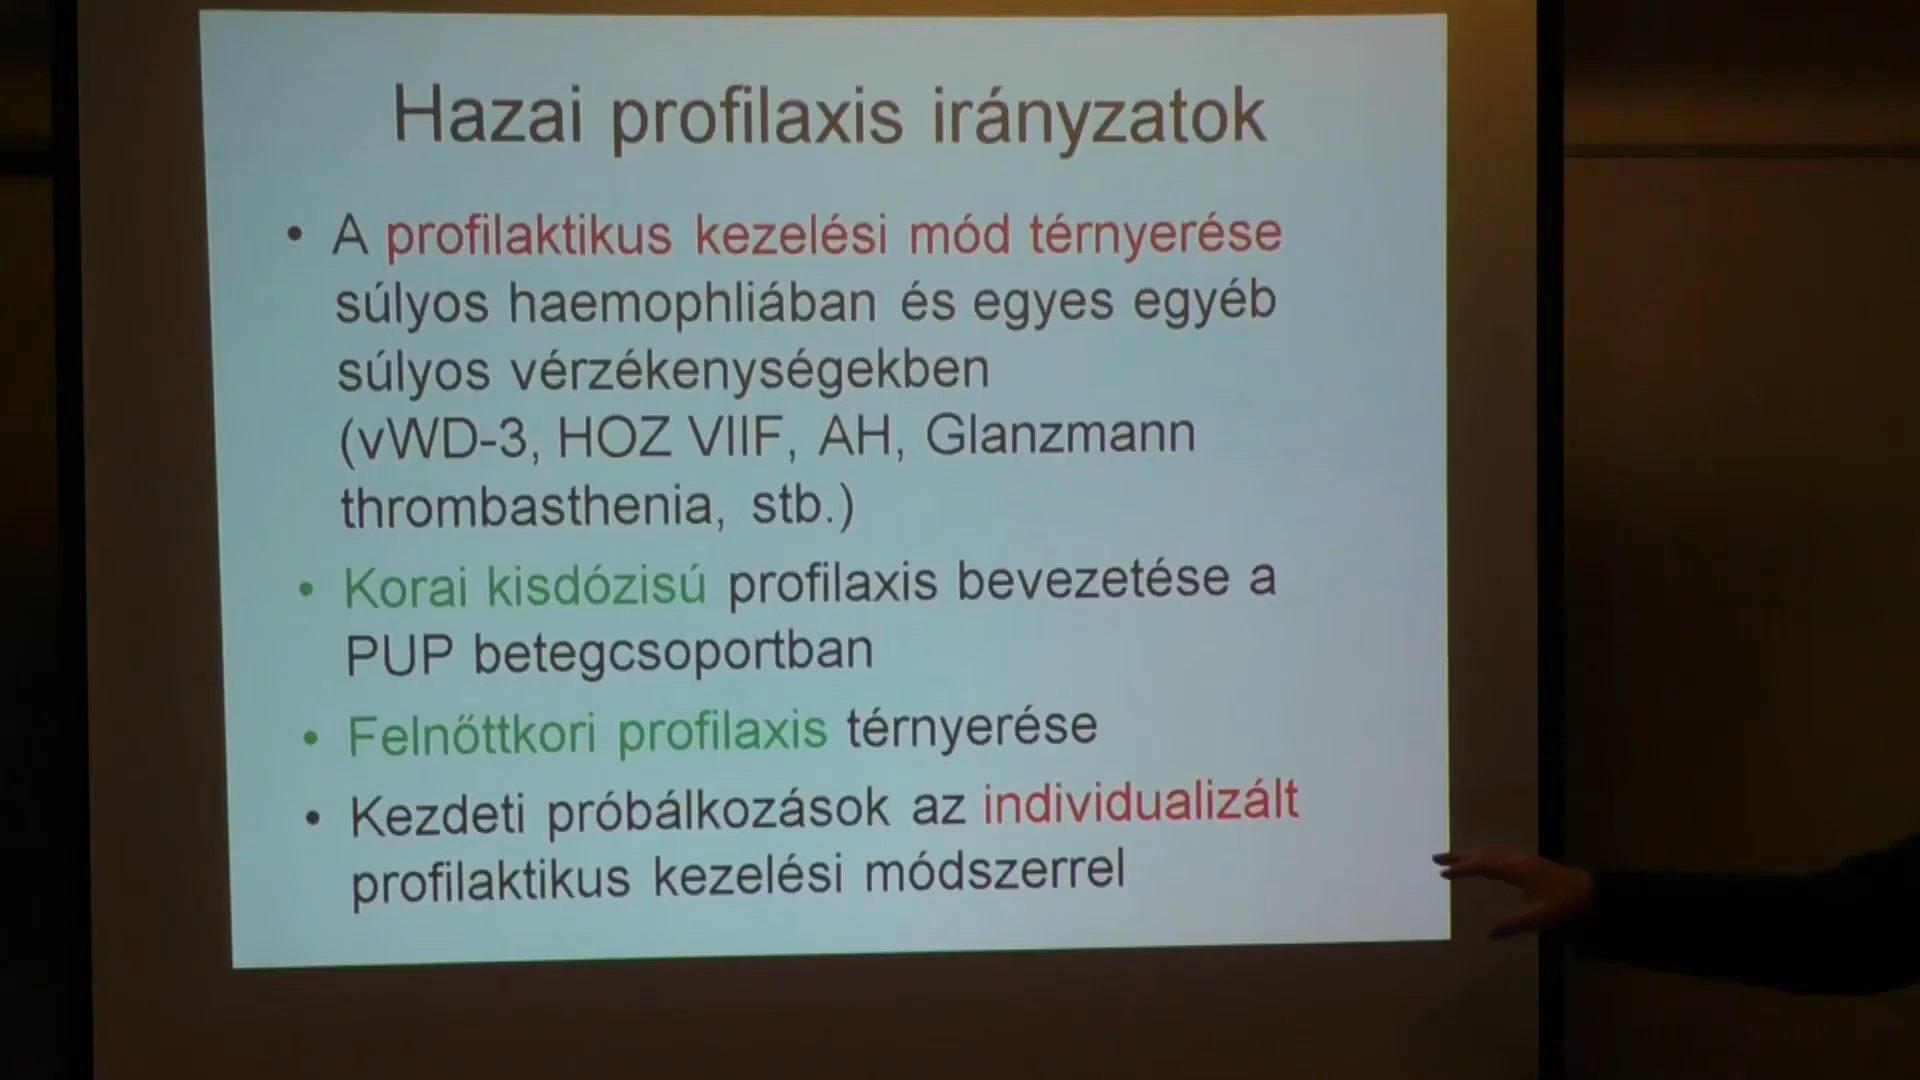 Hazai profilaxis irányzatok
• A profilaktikus kezelési mód térnyerése
súlyos haemophliában és egyes egyéb
súlyos vérzékenységekben
(vWD-3, HOZ VIIF, AH, Glanzmann
thrombasthenia, stb.)
• Korai kisdózisú profilaxis bevezetése a
PUP betegcsoportban
• Felnőttkori profilaxis térnyerése
• Kezdeti próbálkozások az individualizált
profilaktikus kezelési módszerrel